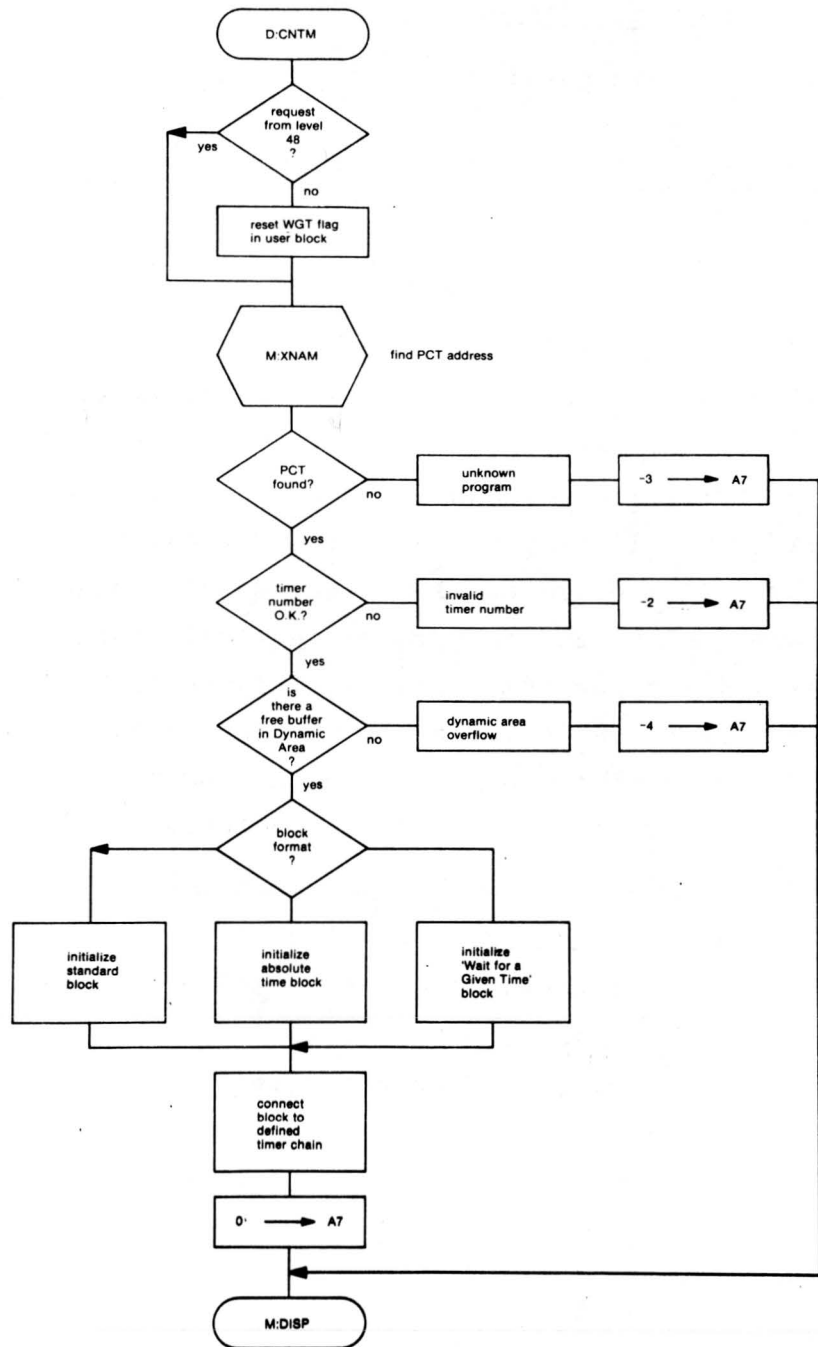 D:CNTM
request
from level
48
?
yes
no
reset WGT flag
in user block
M:XNAM
find PCT address
PCT
found?
no
unknown
program
-3 → A7
yes
timer
number
O.K.?
no
invalid
timer number
-2 → A7
yes
is
there a
free buffer
in Dynamic
Area
?
no
dynamic area
overflow
-4 → A7
yes
block
format
?
initialize
standard
block
initialize
absolute
time block
initialize
'Wait for a
Given Time'
block
connect
block to
defined
timer chain
0 → A7
M:DISP